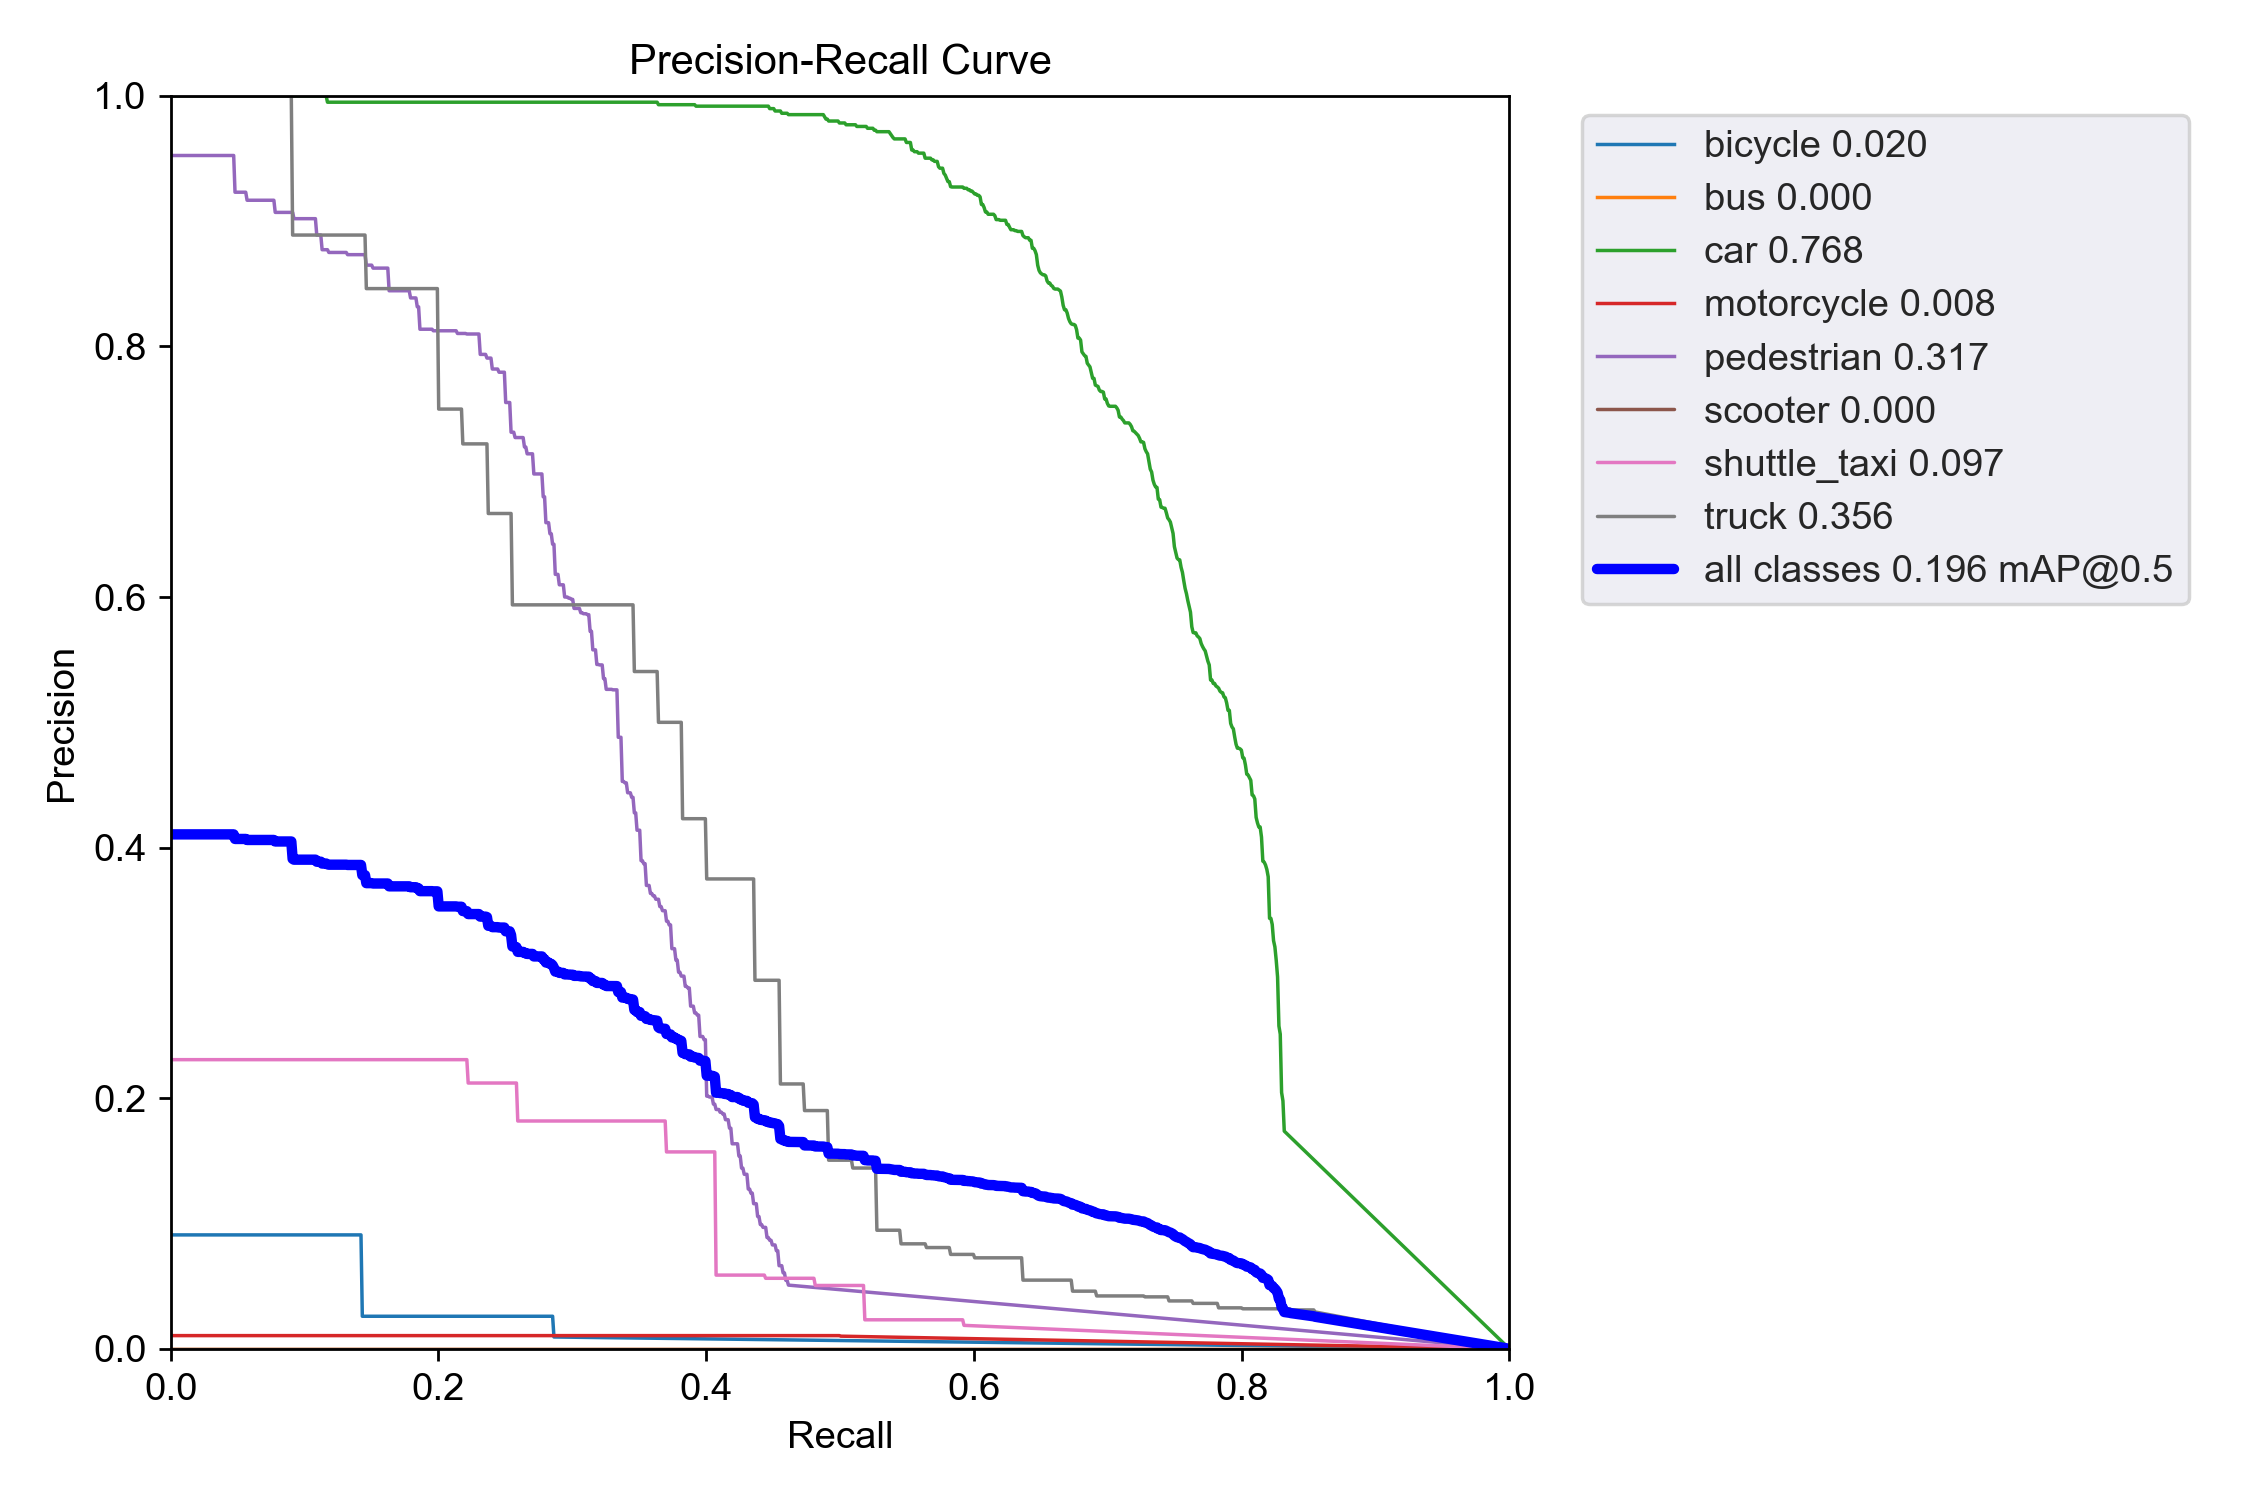 Precision-Recall Curve
1.0
0.8
0.6
0.4
0.2
0.0
Precision
0.0 0.2 0.4 0.6 0.8 1.0
Recall
bicycle 0.020
bus 0.000
car 0.768
motorcycle 0.008
pedestrian 0.317
scooter 0.000
shuttle_taxi 0.097
truck 0.356
all classes 0.196 mAP@0.5